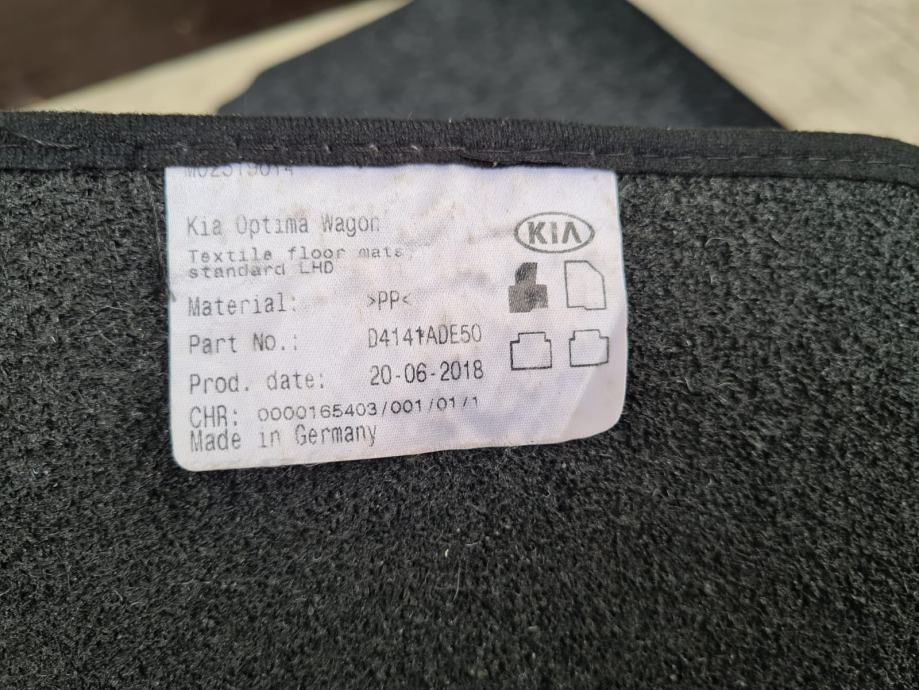 Kia Optima Wagon
KIA
Textile floor mats,
standard LHD
Material: >PP<
Part No.: D4141ADE50
Prod. date: 20-06-2018
CHR: 0000165403/001/01/1
Made in Germany